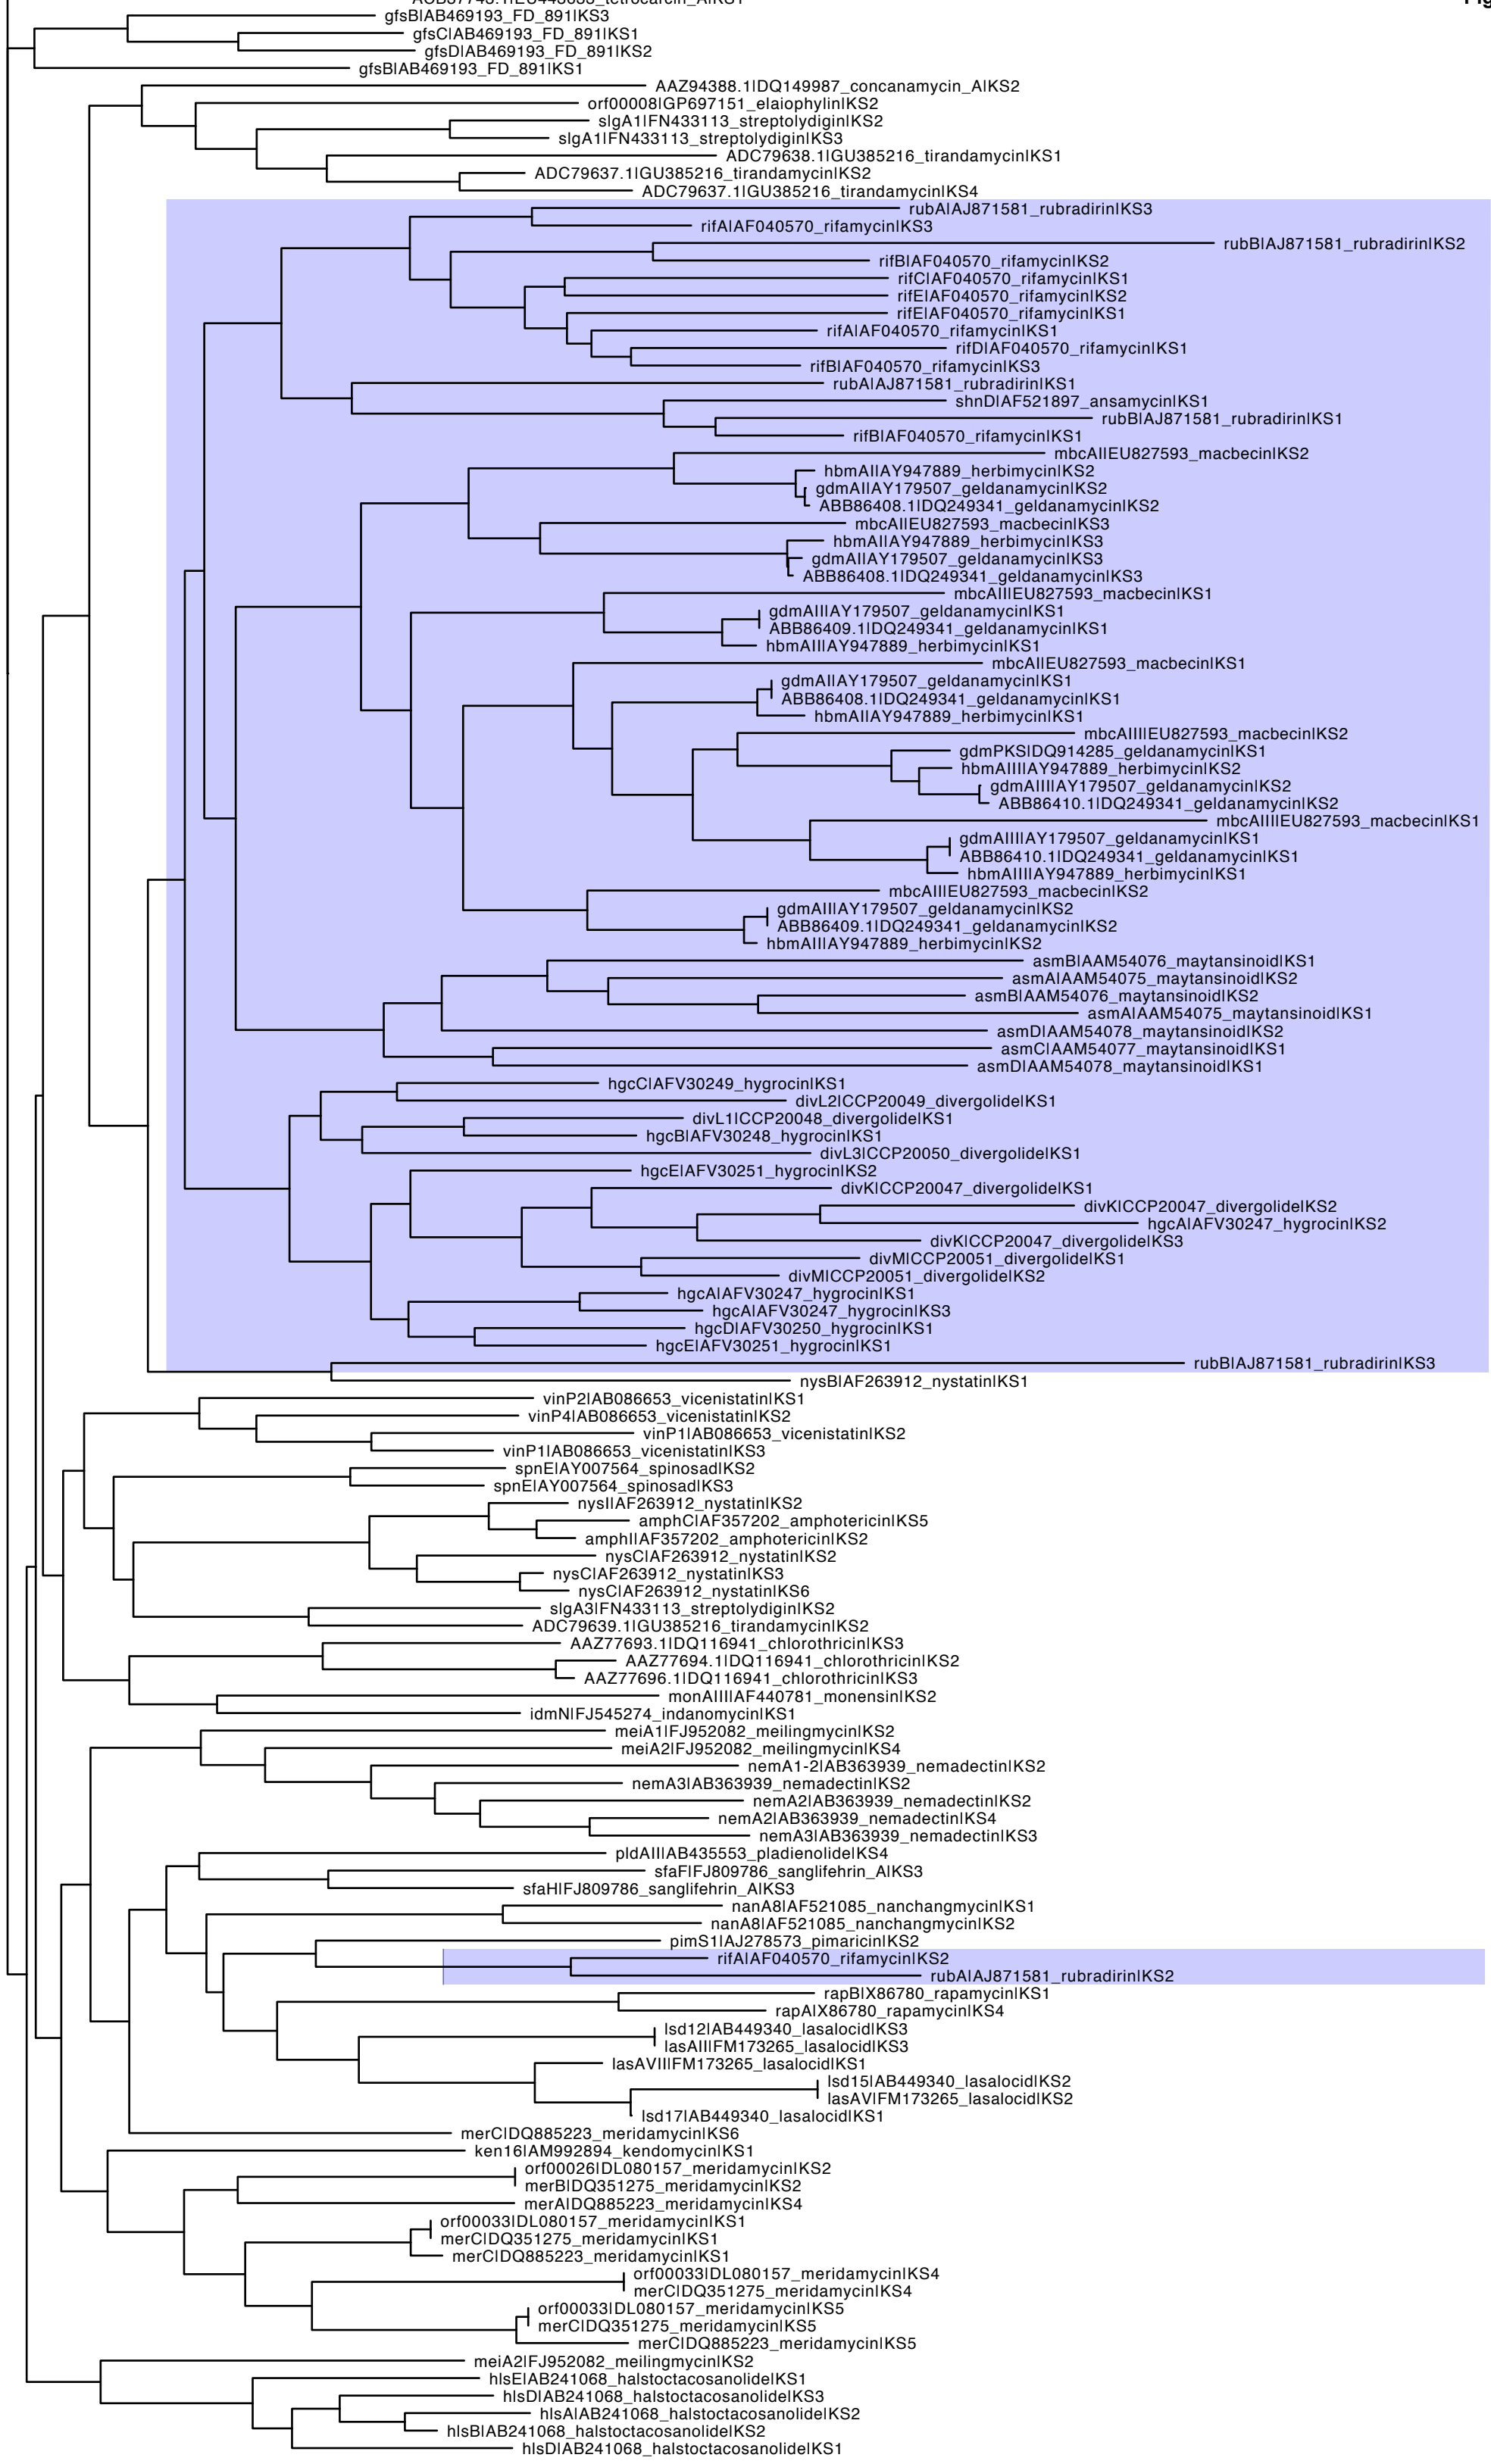 gfsB|AB469193_FD_891|KS3
gfsC|AB469193_FD_891|KS1
gfsD|AB469193_FD_891|KS2
gfsB|AB469193_FD_891|KS1
AAZ94388.1|DQ149987_concanamycin_A|KS2
orf00008|GP697151_elaiophylin|KS2
slgA1|FN433113_streptolydigin|KS2
slgA1|FN433113_streptolydigin|KS3
ADC79638.1|GU385216_tirandamycin|KS1
ADC79637.1|GU385216_tirandamycin|KS2
ADC79637.1|GU385216_tirandamycin|KS4
rubA|AJ871581_rubradirin|KS3
rifA|AF040570_rifamycin|KS3
rubB|AJ871581_rubradirin|KS2
rifB|AF040570_rifamycin|KS2
rifC|AF040570_rifamycin|KS1
rifE|AF040570_rifamycin|KS2
rifE|AF040570_rifamycin|KS1
rifA|AF040570_rifamycin|KS1
rifD|AF040570_rifamycin|KS1
rifB|AF040570_rifamycin|KS3
rubA|AJ871581_rubradirin|KS1
shnD|AF521897_ansamycin|KS1
rubB|AJ871581_rubradirin|KS1
rifB|AF040570_rifamycin|KS1
mbcAI|EU827593_macbecin|KS2
hbmAI|AY947889_herbimycin|KS2
gdmAI|AY179507_geldanamycin|KS2
ABB86408.1|DQ249341_geldanamycin|KS2
mbcAI|EU827593_macbecin|KS3
hbmAI|AY947889_herbimycin|KS3
gdmAI|AY179507_geldanamycin|KS3
ABB86408.1|DQ249341_geldanamycin|KS3
mbcAII|EU827593_macbecin|KS1
gdmAII|AY179507_geldanamycin|KS1
ABB86409.1|DQ249341_geldanamycin|KS1
hbmAII|AY947889_herbimycin|KS1
mbcAI|EU827593_macbecin|KS1
gdmAI|AY179507_geldanamycin|KS1
ABB86408.1|DQ249341_geldanamycin|KS1
hbmAI|AY947889_herbimycin|KS1
mbcAIII|EU827593_macbecin|KS2
gdmPKS|DQ914285_geldanamycin|KS1
hbmAIII|AY947889_herbimycin|KS2
gdmAIII|AY179507_geldanamycin|KS2
ABB86410.1|DQ249341_geldanamycin|KS2
mbcAIII|EU827593_macbecin|KS1
gdmAIII|AY179507_geldanamycin|KS1
ABB86410.1|DQ249341_geldanamycin|KS1
hbmAIII|AY947889_herbimycin|KS1
mbcAII|EU827593_macbecin|KS2
gdmAII|AY179507_geldanamycin|KS2
ABB86409.1|DQ249341_geldanamycin|KS2
hbmAII|AY947889_herbimycin|KS2
asmB|AAM54076_maytansinoid|KS1
asmA|AAM54075_maytansinoid|KS2
asmB|AAM54076_maytansinoid|KS2
asmA|AAM54075_maytansinoid|KS1
asmD|AAM54078_maytansinoid|KS2
asmC|AAM54077_maytansinoid|KS1
asmD|AAM54078_maytansinoid|KS1
hgcC|AFV30249_hygrocin|KS1
divL2|CCP20049_divergolide|KS1
divL1|CCP20048_divergolide|KS1
hgcB|AFV30248_hygrocin|KS1
divL3|CCP20050_divergolide|KS1
hgcE|AFV30251_hygrocin|KS2
divK|CCP20047_divergolide|KS1
divK|CCP20047_divergolide|KS2
hgcA|AFV30247_hygrocin|KS2
divK|CCP20047_divergolide|KS3
divM|CCP20051_divergolide|KS1
divM|CCP20051_divergolide|KS2
hgcA|AFV30247_hygrocin|KS1
hgcA|AFV30247_hygrocin|KS3
hgcD|AFV30250_hygrocin|KS1
hgcE|AFV30251_hygrocin|KS1
rubB|AJ871581_rubradirin|KS3
nysB|AF263912_nystatin|KS1
vinP2|AB086653_vicenistatin|KS1
vinP4|AB086653_vicenistatin|KS2
vinP1|AB086653_vicenistatin|KS2
vinP1|AB086653_vicenistatin|KS3
spnE|AY007564_spinosad|KS2
spnE|AY007564_spinosad|KS3
nysI|AF263912_nystatin|KS2
amphC|AF357202_amphotericin|KS5
amphI|AF357202_amphotericin|KS2
nysC|AF263912_nystatin|KS2
nysC|AF263912_nystatin|KS3
nysC|AF263912_nystatin|KS6
slgA3|FN433113_streptolydigin|KS2
ADC79639.1|GU385216_tirandamycin|KS2
AAZ77693.1|DQ116941_chlorothricin|KS3
AAZ77694.1|DQ116941_chlorothricin|KS2
AAZ77696.1|DQ116941_chlorothricin|KS3
monAIII|AF440781_monensin|KS2
idmN|FJ545274_indanomycin|KS1
meiA1|FJ952082_meilingmycin|KS2
meiA2|FJ952082_meilingmycin|KS4
nemA1-2|AB363939_nemadectin|KS2
nemA3|AB363939_nemadectin|KS2
nemA2|AB363939_nemadectin|KS2
nemA2|AB363939_nemadectin|KS4
nemA3|AB363939_nemadectin|KS3
pldAII|AB435553_pladienolide|KS4
sfaF|FJ809786_sanglifehrin_A|KS3
sfaH|FJ809786_sanglifehrin_A|KS3
nanA8|AF521085_nanchangmycin|KS1
nanA8|AF521085_nanchangmycin|KS2
pimS1|AJ278573_pimaricin|KS2
rifA|AF040570_rifamycin|KS2
rubA|AJ871581_rubradirin|KS2
rapB|X86780_rapamycin|KS1
rapA|X86780_rapamycin|KS4
lsd12|AB449340_lasalocid|KS3
lasAII|FM173265_lasalocid|KS3
lasAVII|FM173265_lasalocid|KS1
lsd15|AB449340_lasalocid|KS2
lasAV|FM173265_lasalocid|KS2
lsd17|AB449340_lasalocid|KS1
merC|DQ885223_meridamycin|KS6
ken16|AM992894_kendomycin|KS1
orf00026|DL080157_meridamycin|KS2
merB|DQ351275_meridamycin|KS2
merA|DQ885223_meridamycin|KS4
orf00033|DL080157_meridamycin|KS1
merC|DQ351275_meridamycin|KS1
merC|DQ885223_meridamycin|KS1
orf00033|DL080157_meridamycin|KS4
merC|DQ351275_meridamycin|KS4
orf00033|DL080157_meridamycin|KS5
merC|DQ351275_meridamycin|KS5
merC|DQ885223_meridamycin|KS5
meiA2|FJ952082_meilingmycin|KS2
hlsE|AB241068_halstoctacosanolide|KS1
hlsD|AB241068_halstoctacosanolide|KS3
hlsA|AB241068_halstoctacosanolide|KS2
hlsB|AB241068_halstoctacosanolide|KS2
hlsD|AB241068_halstoctacosanolide|KS1